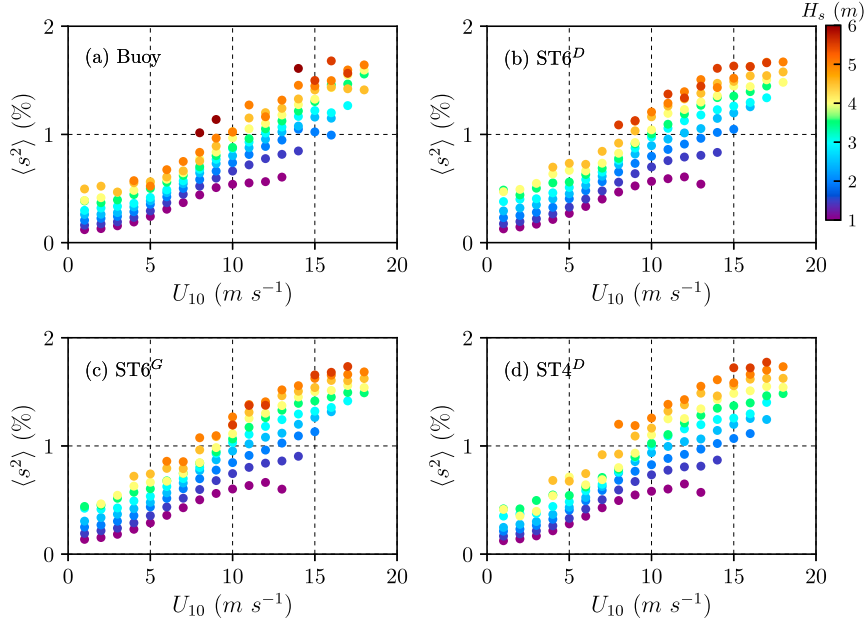 H_s (m)
2
(a) Buoy
⟨s²⟩ (%)
1
0
0 5 10 15 20
U₁₀ (m s⁻¹)
2
(b) ST6ᴰ
⟨s²⟩ (%)
1
0
0 5 10 15 20
U₁₀ (m s⁻¹)
6
5
4
3
2
1
2
(c) ST6ᴳ
⟨s²⟩ (%)
1
0
0 5 10 15 20
U₁₀ (m s⁻¹)
2
(d) ST4ᴰ
⟨s²⟩ (%)
1
0
0 5 10 15 20
U₁₀ (m s⁻¹)